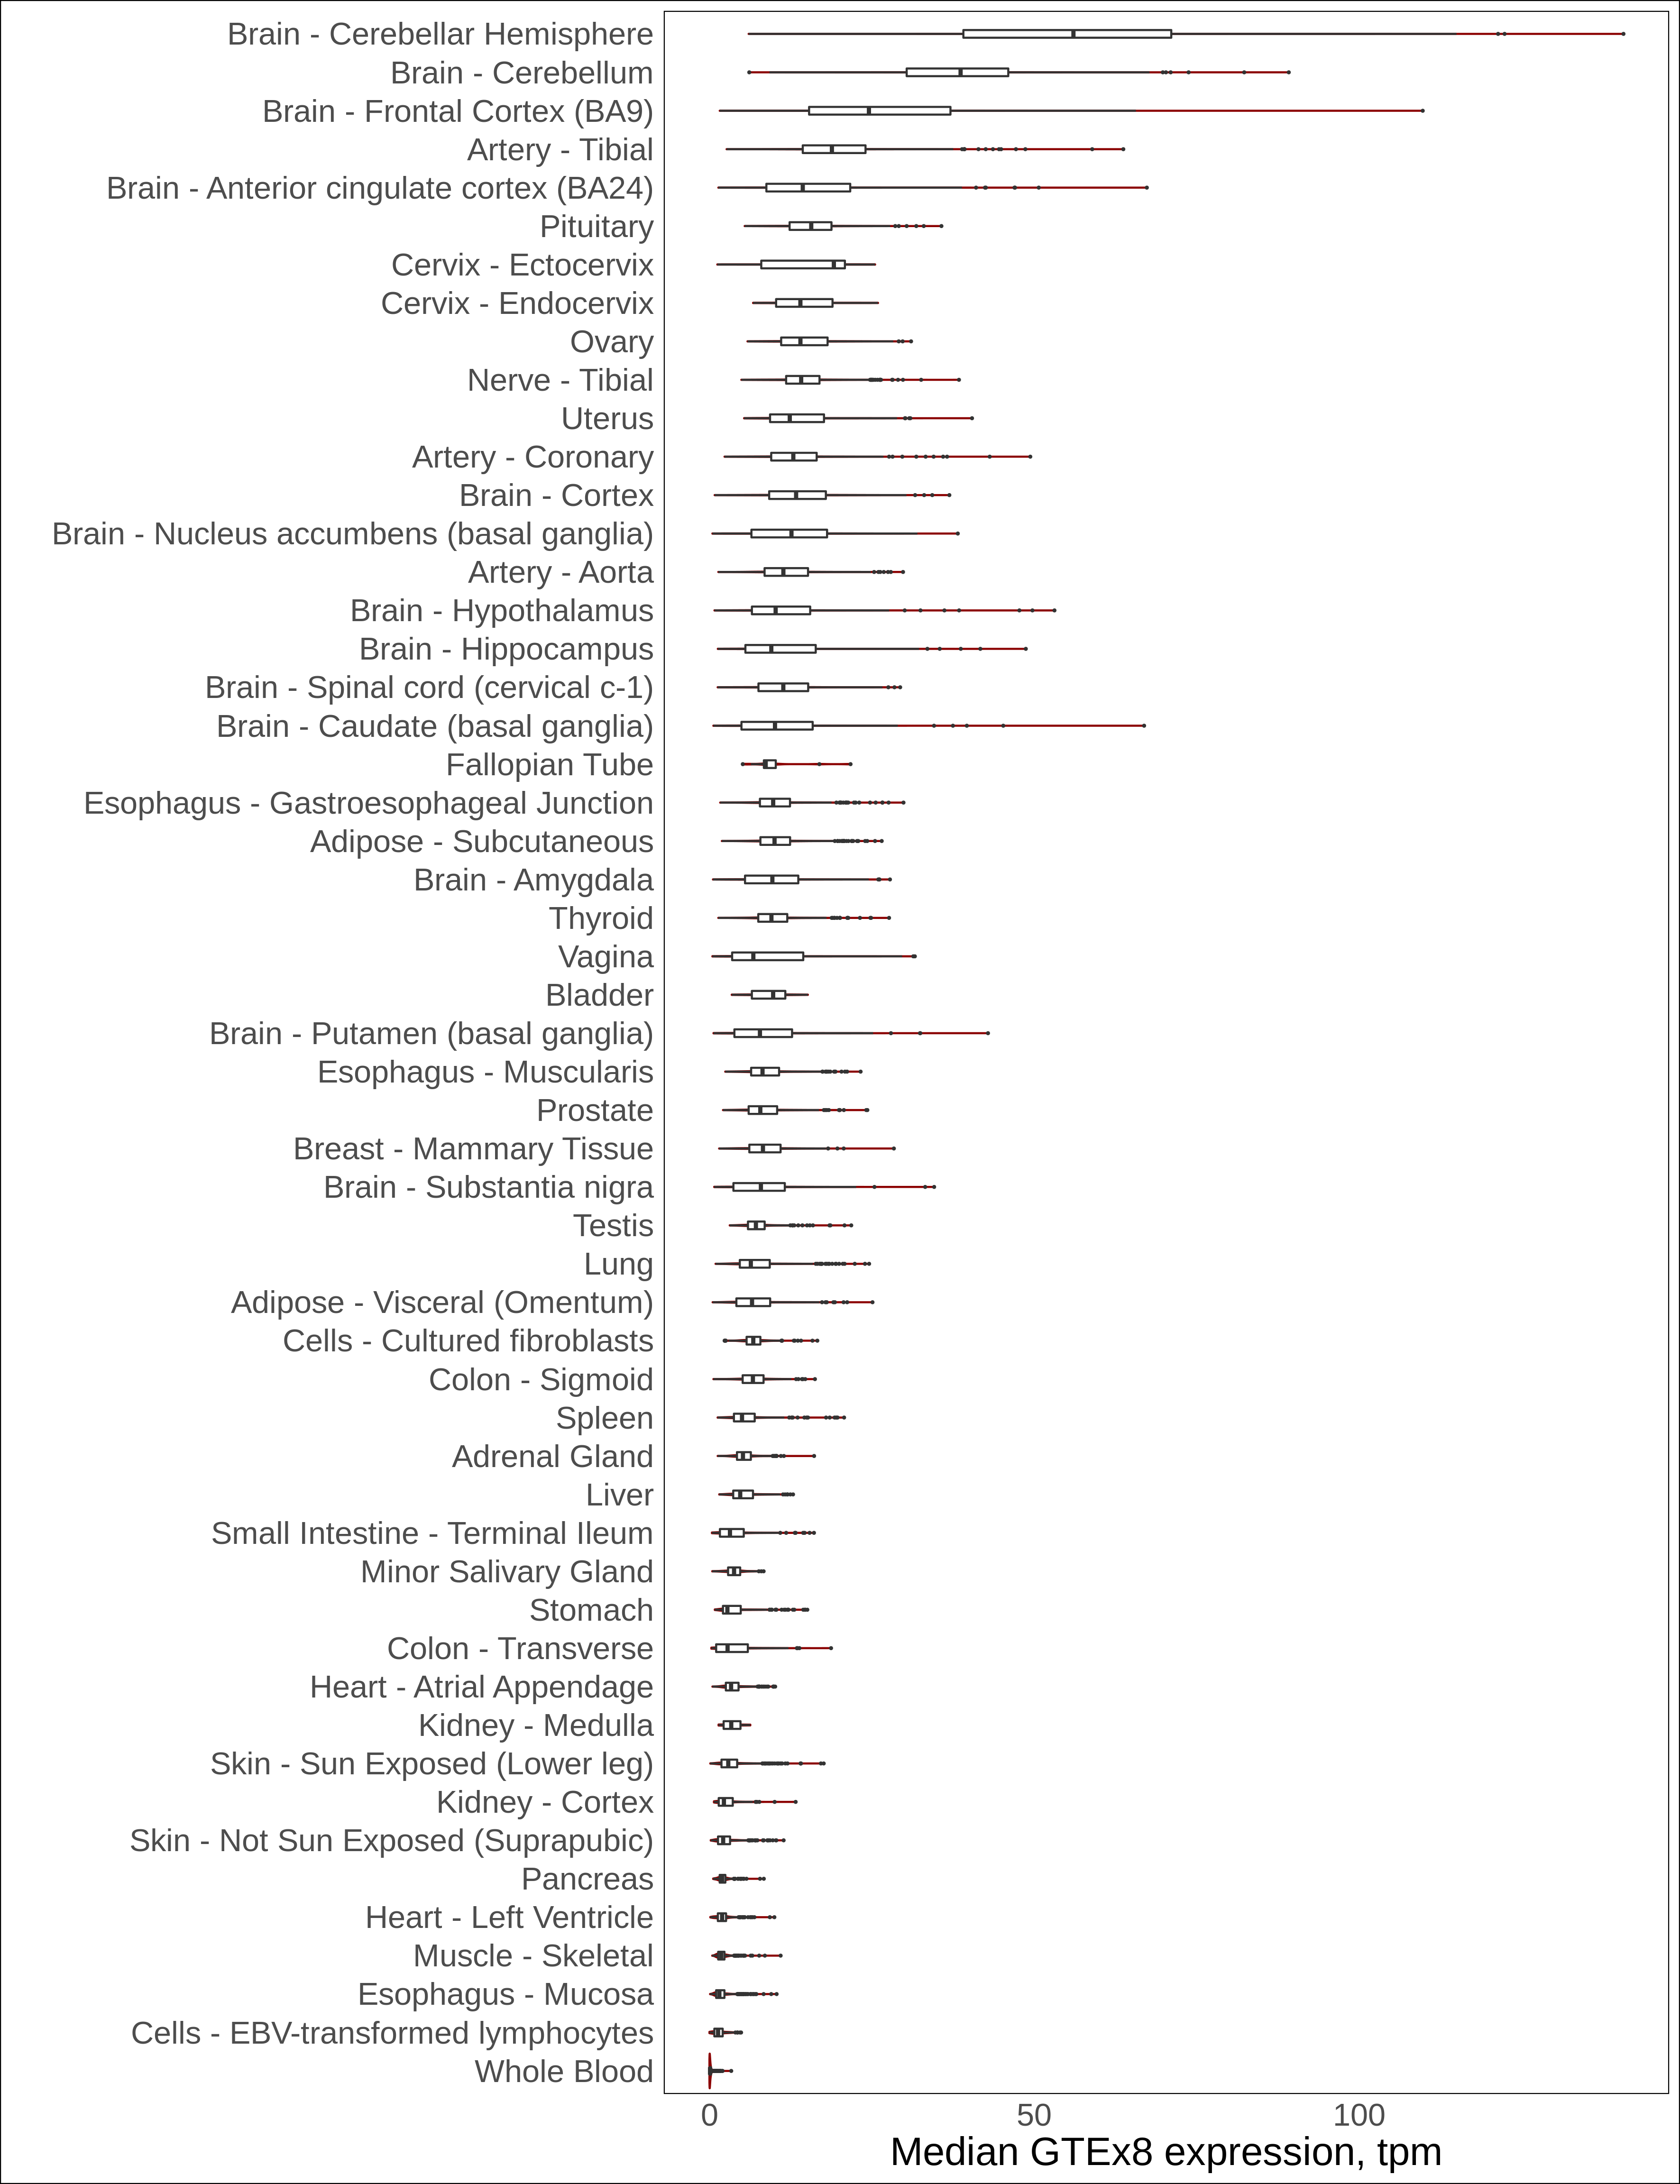 Brain - Cerebellar Hemisphere
Brain - Cerebellum
Brain - Frontal Cortex (BA9)
Artery - Tibial
Brain - Anterior cingulate cortex (BA24)
Pituitary
Cervix - Ectocervix
Cervix - Endocervix
Ovary
Nerve - Tibial
Uterus
Artery - Coronary
Brain - Cortex
Brain - Nucleus accumbens (basal ganglia)
Artery - Aorta
Brain - Hypothalamus
Brain - Hippocampus
Brain - Spinal cord (cervical c-1)
Brain - Caudate (basal ganglia)
Fallopian Tube
Esophagus - Gastroesophageal Junction
Adipose - Subcutaneous
Brain - Amygdala
Thyroid
Vagina
Bladder
Brain - Putamen (basal ganglia)
Esophagus - Muscularis
Prostate
Breast - Mammary Tissue
Brain - Substantia nigra
Testis
Lung
Adipose - Visceral (Omentum)
Cells - Cultured fibroblasts
Colon - Sigmoid
Spleen
Adrenal Gland
Liver
Small Intestine - Terminal Ileum
Minor Salivary Gland
Stomach
Colon - Transverse
Heart - Atrial Appendage
Kidney - Medulla
Skin - Sun Exposed (Lower leg)
Kidney - Cortex
Skin - Not Sun Exposed (Suprapubic)
Pancreas
Heart - Left Ventricle
Muscle - Skeletal
Esophagus - Mucosa
Cells - EBV-transformed lymphocytes
Whole Blood
0 50 100
Median GTEx8 expression, tpm